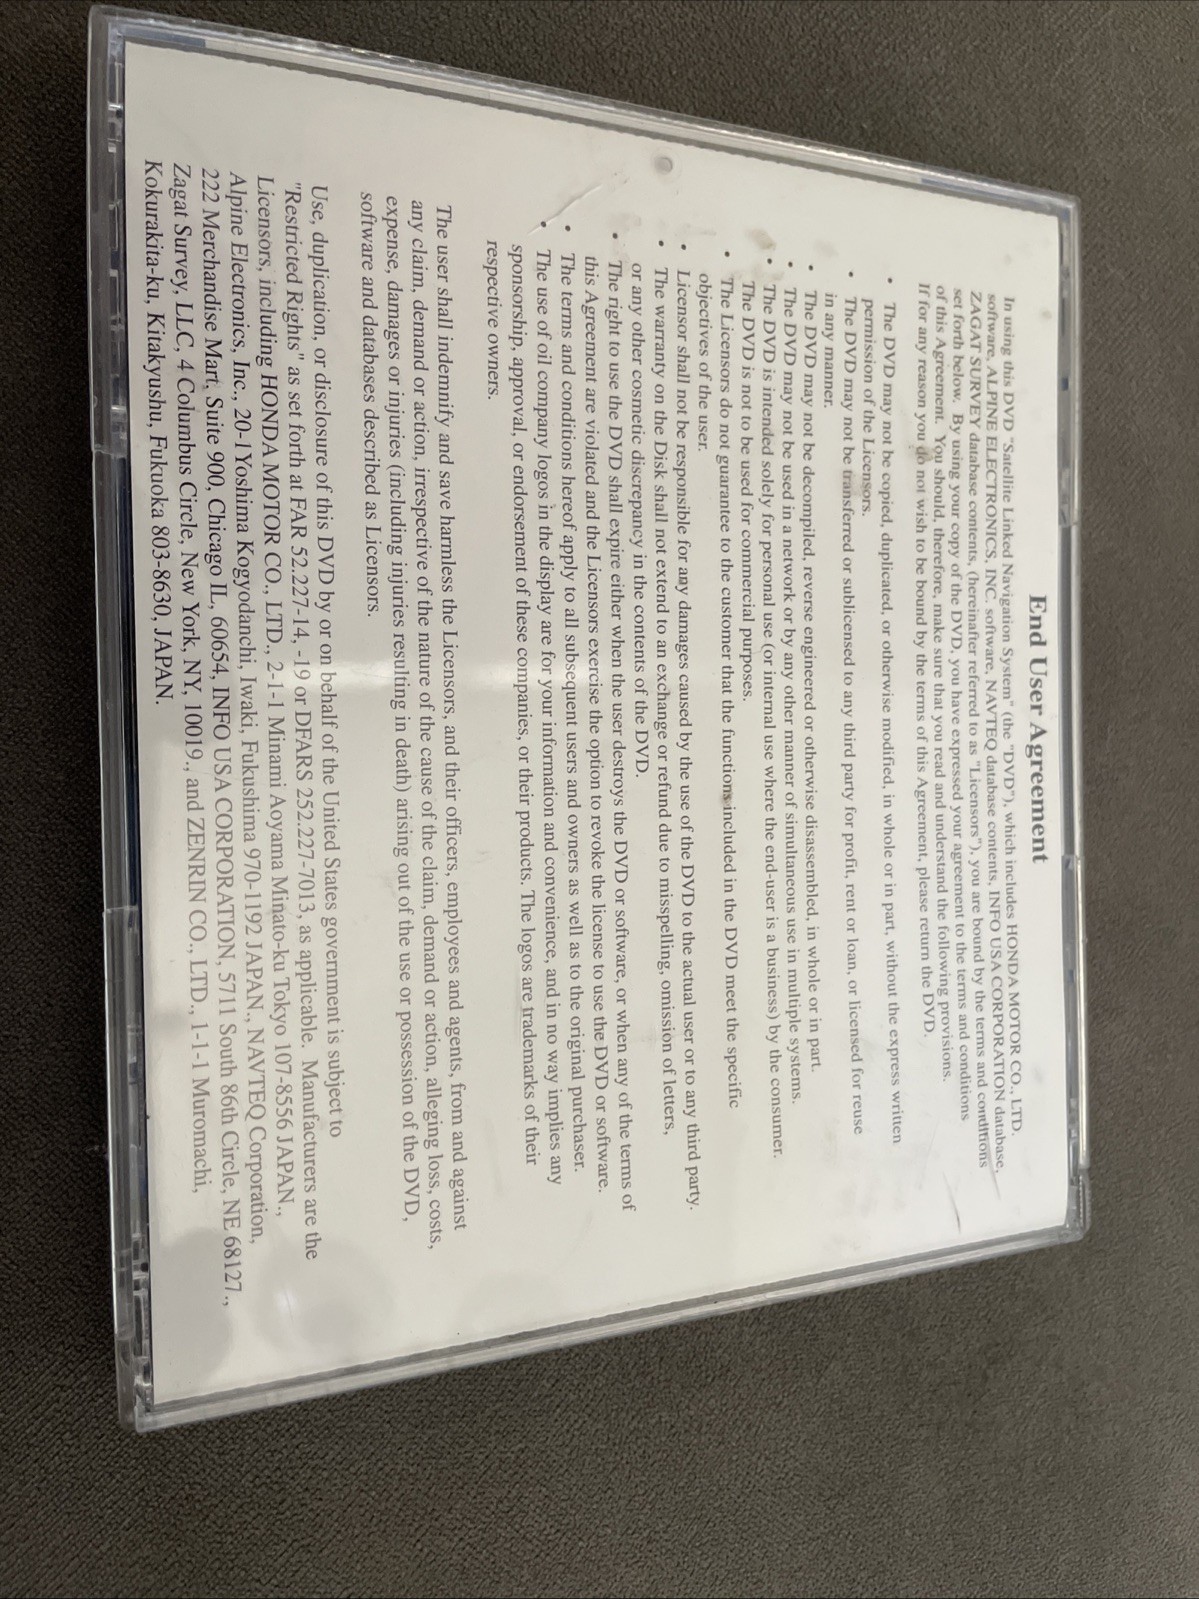 End User Agreement
In using this DVD "Satellite Linked Navigation System" (the "DVD"), which includes HONDA MOTOR CO., LTD.
software, ALPINE ELECTRONICS, INC. software, NAVTEQ database contents, INFO USA CORPORATION database,
ZAGAT SURVEY database contents, (hereinafter referred to as "Licensors"), you are bound by the terms and conditions
set forth below. By using your copy of the DVD, you have expressed your agreement to the terms and conditions
of this Agreement. You should, therefore, make sure that you read and understand the following provisions.
If for any reason you do not wish to be bound by the terms of this Agreement, please return the DVD.
• The DVD may not be copied, duplicated, or otherwise modified, in whole or in part, without the express written
permission of the Licensors.
• The DVD may not be transferred or sublicensed to any third party for profit, rent or loan, or licensed for reuse
in any manner.
• The DVD may not be decompiled, reverse engineered or otherwise disassembled, in whole or in part.
• The DVD may not be used in a network or by any other manner of simultaneous use in multiple systems.
• The DVD is intended solely for personal use (or internal use where the end-user is a business) by the consumer.
The DVD is not to be used for commercial purposes.
• The Licensors do not guarantee to the customer that the functions included in the DVD meet the specific
objectives of the user.
• Licensor shall not be responsible for any damages caused by the use of the DVD to the actual user or to any third party.
• The warranty on the Disk shall not extend to an exchange or refund due to misspelling, omission of letters,
or any other cosmetic discrepancy in the contents of the DVD.
• The right to use the DVD shall expire either when the user destroys the DVD or software, or when any of the terms of
this Agreement are violated and the Licensors exercise the option to revoke the license to use the DVD or software.
• The terms and conditions hereof apply to all subsequent users and owners as well as to the original purchaser.
• The use of oil company logos in the display are for your information and convenience, and in no way implies any
sponsorship, approval, or endorsement of these companies, or their products. The logos are trademarks of their
respective owners.
The user shall indemnify and save harmless the Licensors, and their officers, employees and agents, from and against
any claim, demand or action, irrespective of the nature of the cause of the claim, demand or action, alleging loss, costs,
expense, damages or injuries (including injuries resulting in death) arising out of the use or possession of the DVD,
software and databases described as Licensors.
Use, duplication, or disclosure of this DVD by or on behalf of the United States government is subject to
"Restricted Rights" as set forth at FAR 52.227-14, -19 or DFARS 252.227-7013, as applicable. Manufacturers are the
Licensors, including HONDA MOTOR CO., LTD., 2-1-1 Minami Aoyama Minato-ku Tokyo 107-8556 JAPAN.,
Alpine Electronics, Inc., 20-1 Yoshima Kogyodanchi, Iwaki, Fukushima 970-1192 JAPAN., NAVTEQ Corporation,
222 Merchandise Mart, Suite 900, Chicago IL, 60654, INFO USA CORPORATION, 5711 South 86th Circle, NE 68127.,
Zagat Survey, LLC, 4 Columbus Circle, New York, NY, 10019., and ZENRIN CO., LTD., 1-1-1 Muromachi,
Kokurakita-ku, Kitakyushu, Fukuoka 803-8630, JAPAN.